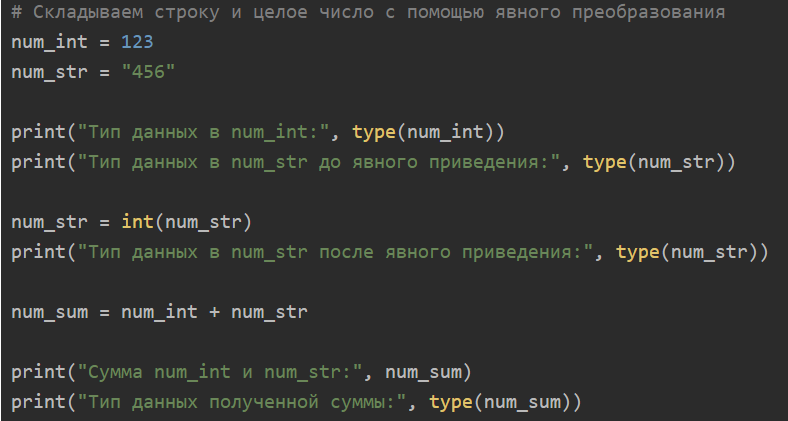 # Складываем строку и целое число с помощью явного преобразования
num_int = 123
num_str = "456"
print("Тип данных в num_int:", type(num_int))
print("Тип данных в num_str до явного приведения:", type(num_str))
num_str = int(num_str)
print("Тип данных в num_str после явного приведения:", type(num_str))
num_sum = num_int + num_str
print("Сумма num_int и num_str:", num_sum)
print("Тип данных полученной суммы:", type(num_sum))